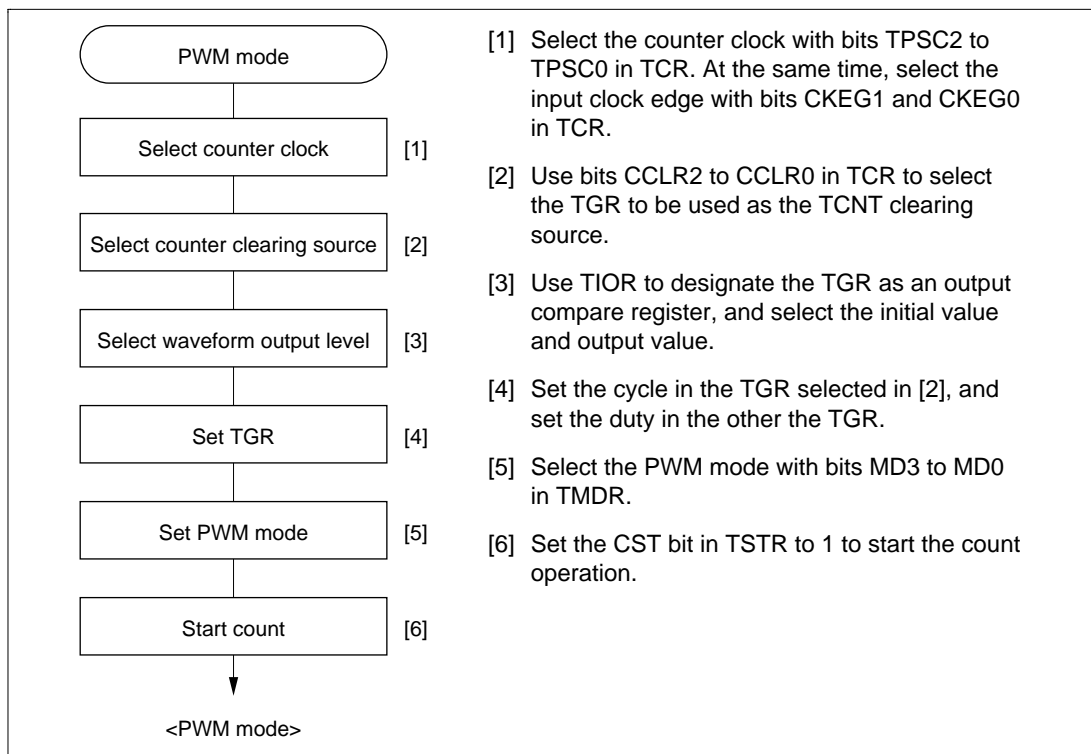 PWM mode
Select counter clock [1]
Select counter clearing source [2]
Select waveform output level [3]
Set TGR [4]
Set PWM mode [5]
Start count [6]
<PWM mode>
[1] Select the counter clock with bits TPSC2 to
TPSC0 in TCR. At the same time, select the
input clock edge with bits CKEG1 and CKEG0
in TCR.
[2] Use bits CCLR2 to CCLR0 in TCR to select
the TGR to be used as the TCNT clearing
source.
[3] Use TIOR to designate the TGR as an output
compare register, and select the initial value
and output value.
[4] Set the cycle in the TGR selected in [2], and
set the duty in the other the TGR.
[5] Select the PWM mode with bits MD3 to MD0
in TMDR.
[6] Set the CST bit in TSTR to 1 to start the count
operation.